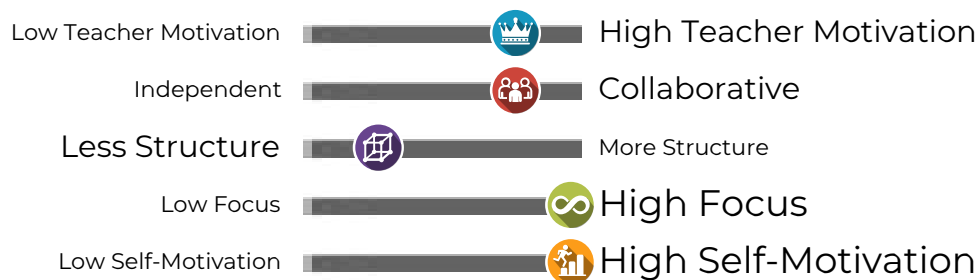 Low Teacher Motivation High Teacher Motivation
Independent Collaborative
Less Structure More Structure
Low Focus High Focus
Low Self-Motivation High Self-Motivation